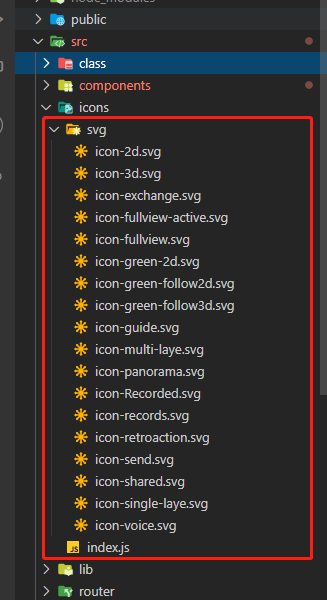 node_modules
public
src
class
components
icons
svg
icon-2d.svg
icon-3d.svg
icon-exchange.svg
icon-fullview-active.svg
icon-fullview.svg
icon-green-2d.svg
icon-green-follow2d.svg
icon-green-follow3d.svg
icon-guide.svg
icon-multi-laye.svg
icon-panorama.svg
icon-Recorded.svg
icon-records.svg
icon-retroaction.svg
icon-send.svg
icon-shared.svg
icon-single-laye.svg
icon-voice.svg
JS index.js
lib
router